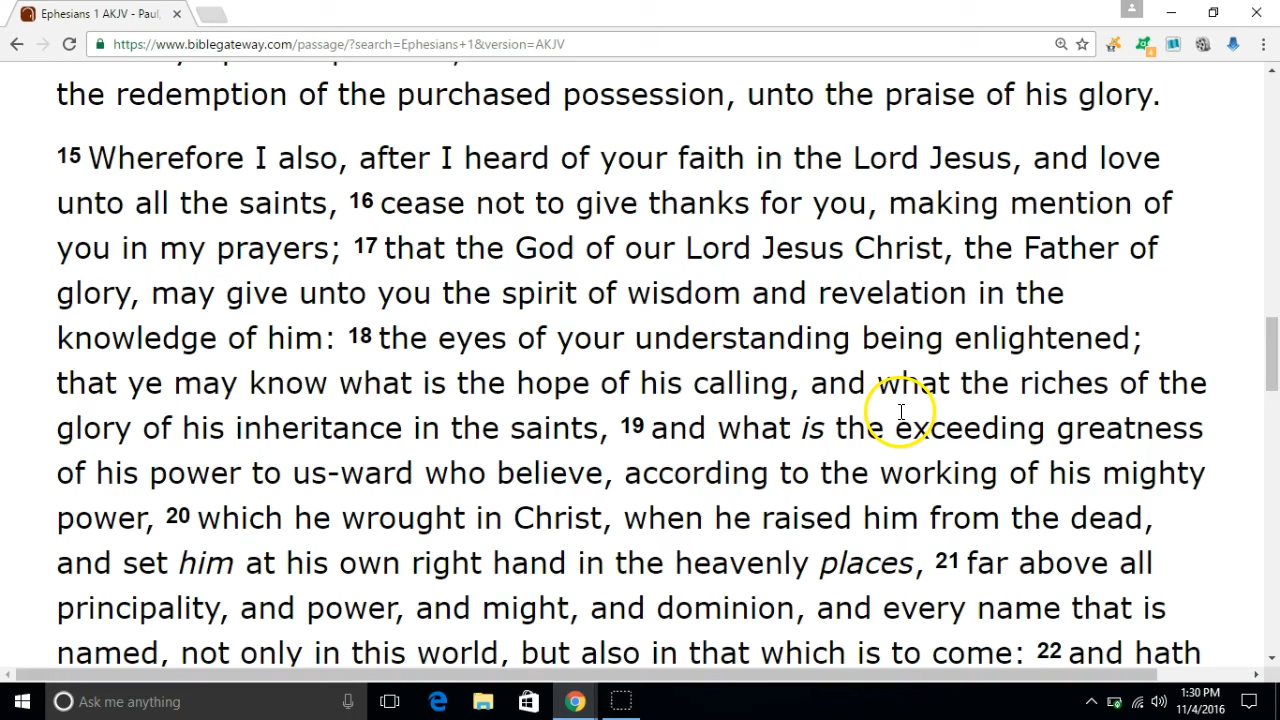 Ephesians 1 AKJV - Paul,
https://www.biblegateway.com/passage/?search=Ephesians+1&version=AKJV
the redemption of the purchased possession, unto the praise of his glory.
15 Wherefore I also, after I heard of your faith in the Lord Jesus, and love
unto all the saints, 16 cease not to give thanks for you, making mention of
you in my prayers; 17 that the God of our Lord Jesus Christ, the Father of
glory, may give unto you the spirit of wisdom and revelation in the
knowledge of him: 18 the eyes of your understanding being enlightened;
that ye may know what is the hope of his calling, and what the riches of the
glory of his inheritance in the saints, 19 and what is the exceeding greatness
of his power to us-ward who believe, according to the working of his mighty
power, 20 which he wrought in Christ, when he raised him from the dead,
and set him at his own right hand in the heavenly places, 21 far above all
principality, and power, and might, and dominion, and every name that is
named, not only in this world, but also in that which is to come: 22 and hath
Ask me anything
1:30 PM
11/4/2016